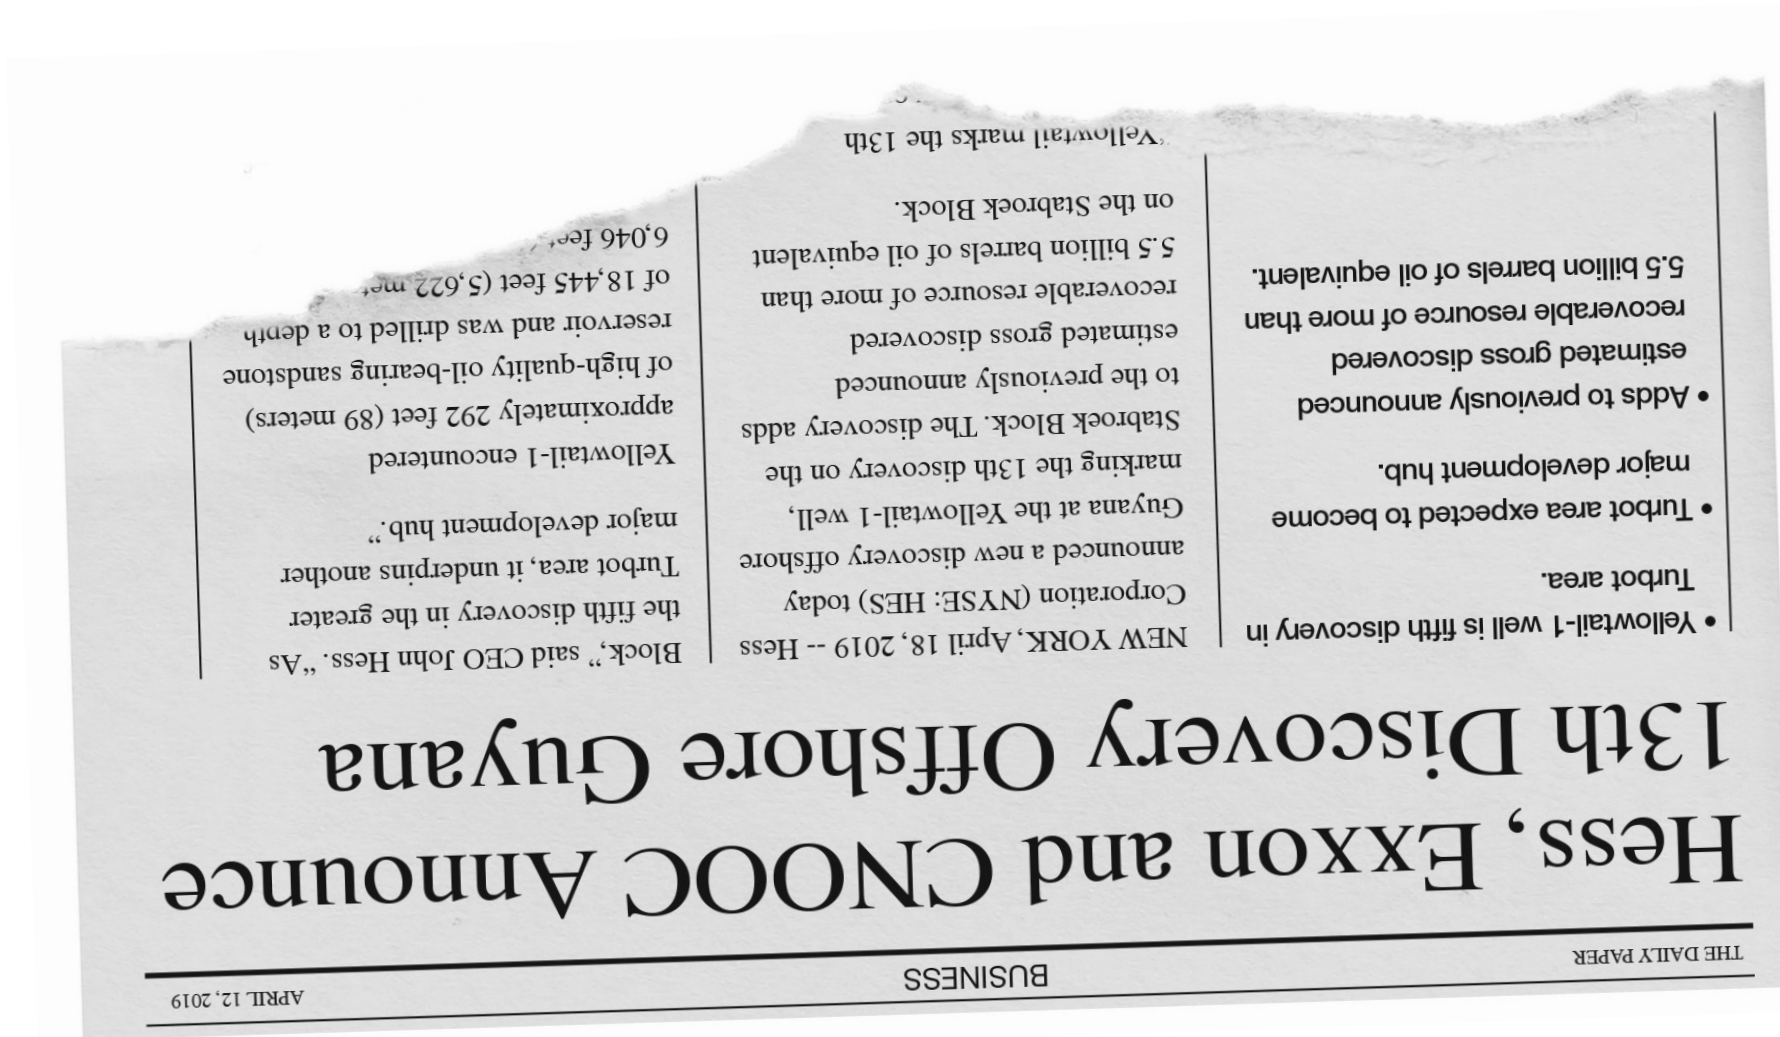 THE DAILY PAPER
BUSINESS
APRIL 12, 2019
Hess, Exxon and CNOOC Announce
13th Discovery Offshore Guyana
• Yellowtail-1 well is fifth discovery in
Turbot area.
• Turbot area expected to become
major development hub.
• Adds to previously announced
estimated gross discovered
recoverable resource of more than
5.5 billion barrels of oil equivalent.
NEW YORK, April 18, 2019 -- Hess
Corporation (NYSE: HES) today
announced a new discovery offshore
Guyana at the Yellowtail-1 well,
marking the 13th discovery on the
Stabroek Block. The discovery adds
to the previously announced
estimated gross discovered
recoverable resource of more than
5.5 billion barrels of oil equivalent
on the Stabroek Block.
“Yellowtail marks the 13th
Block,” said CEO John Hess. “As
the fifth discovery in the greater
Turbot area, it underpins another
major development hub.”
Yellowtail-1 encountered
approximately 292 feet (89 meters)
of high-quality oil-bearing sandstone
reservoir and was drilled to a depth
of 18,445 feet (5,622
6,046 feet